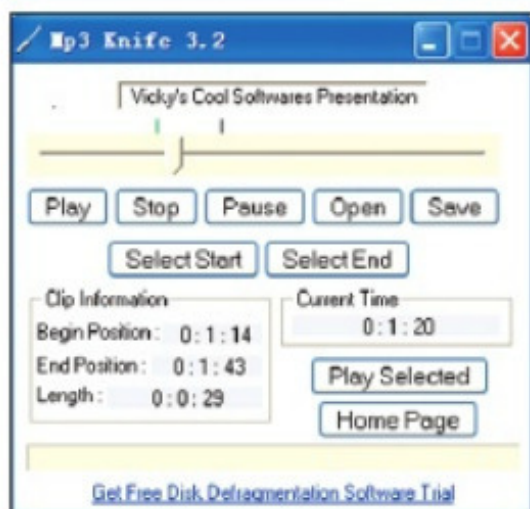 Mp3 Knife 3.2
Vicky's Cool Softwares Presentation
Play Stop Pause Open Save
Select Start Select End
Clip Information
Begin Position : 0 : 1 : 14
End Position : 0 : 1 : 43
Length : 0 : 0 : 29
Current Time
0 : 1 : 20
Play Selected
Home Page
Get Free Disk Defragmentation Software Trial